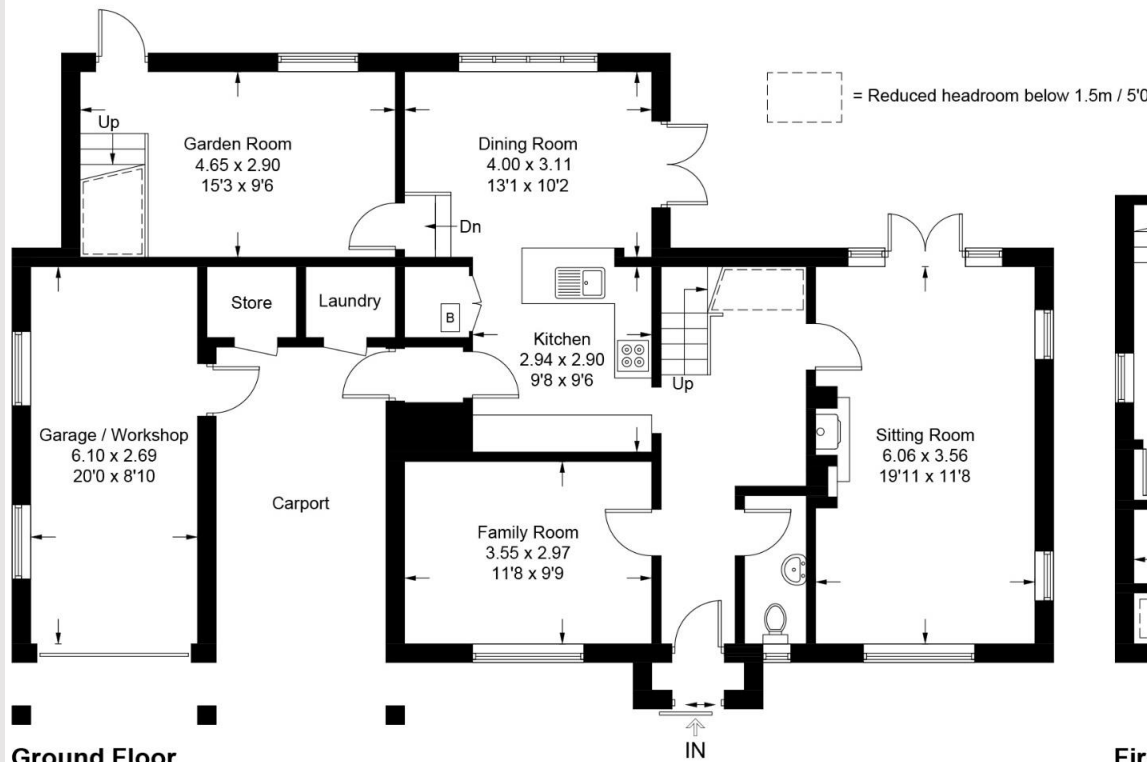 = Reduced headroom below 1.5m / 5'0
Up
Garden Room
4.65 x 2.90
15'3 x 9'6
Dining Room
4.00 x 3.11
13'1 x 10'2
Dn
Store
Laundry
B
Kitchen
2.94 x 2.90
9'8 x 9'6
Up
Garage / Workshop
6.10 x 2.69
20'0 x 8'10
Carport
Family Room
3.55 x 2.97
11'8 x 9'9
Sitting Room
6.06 x 3.56
19'11 x 11'8
IN
Ground Floor
Fir